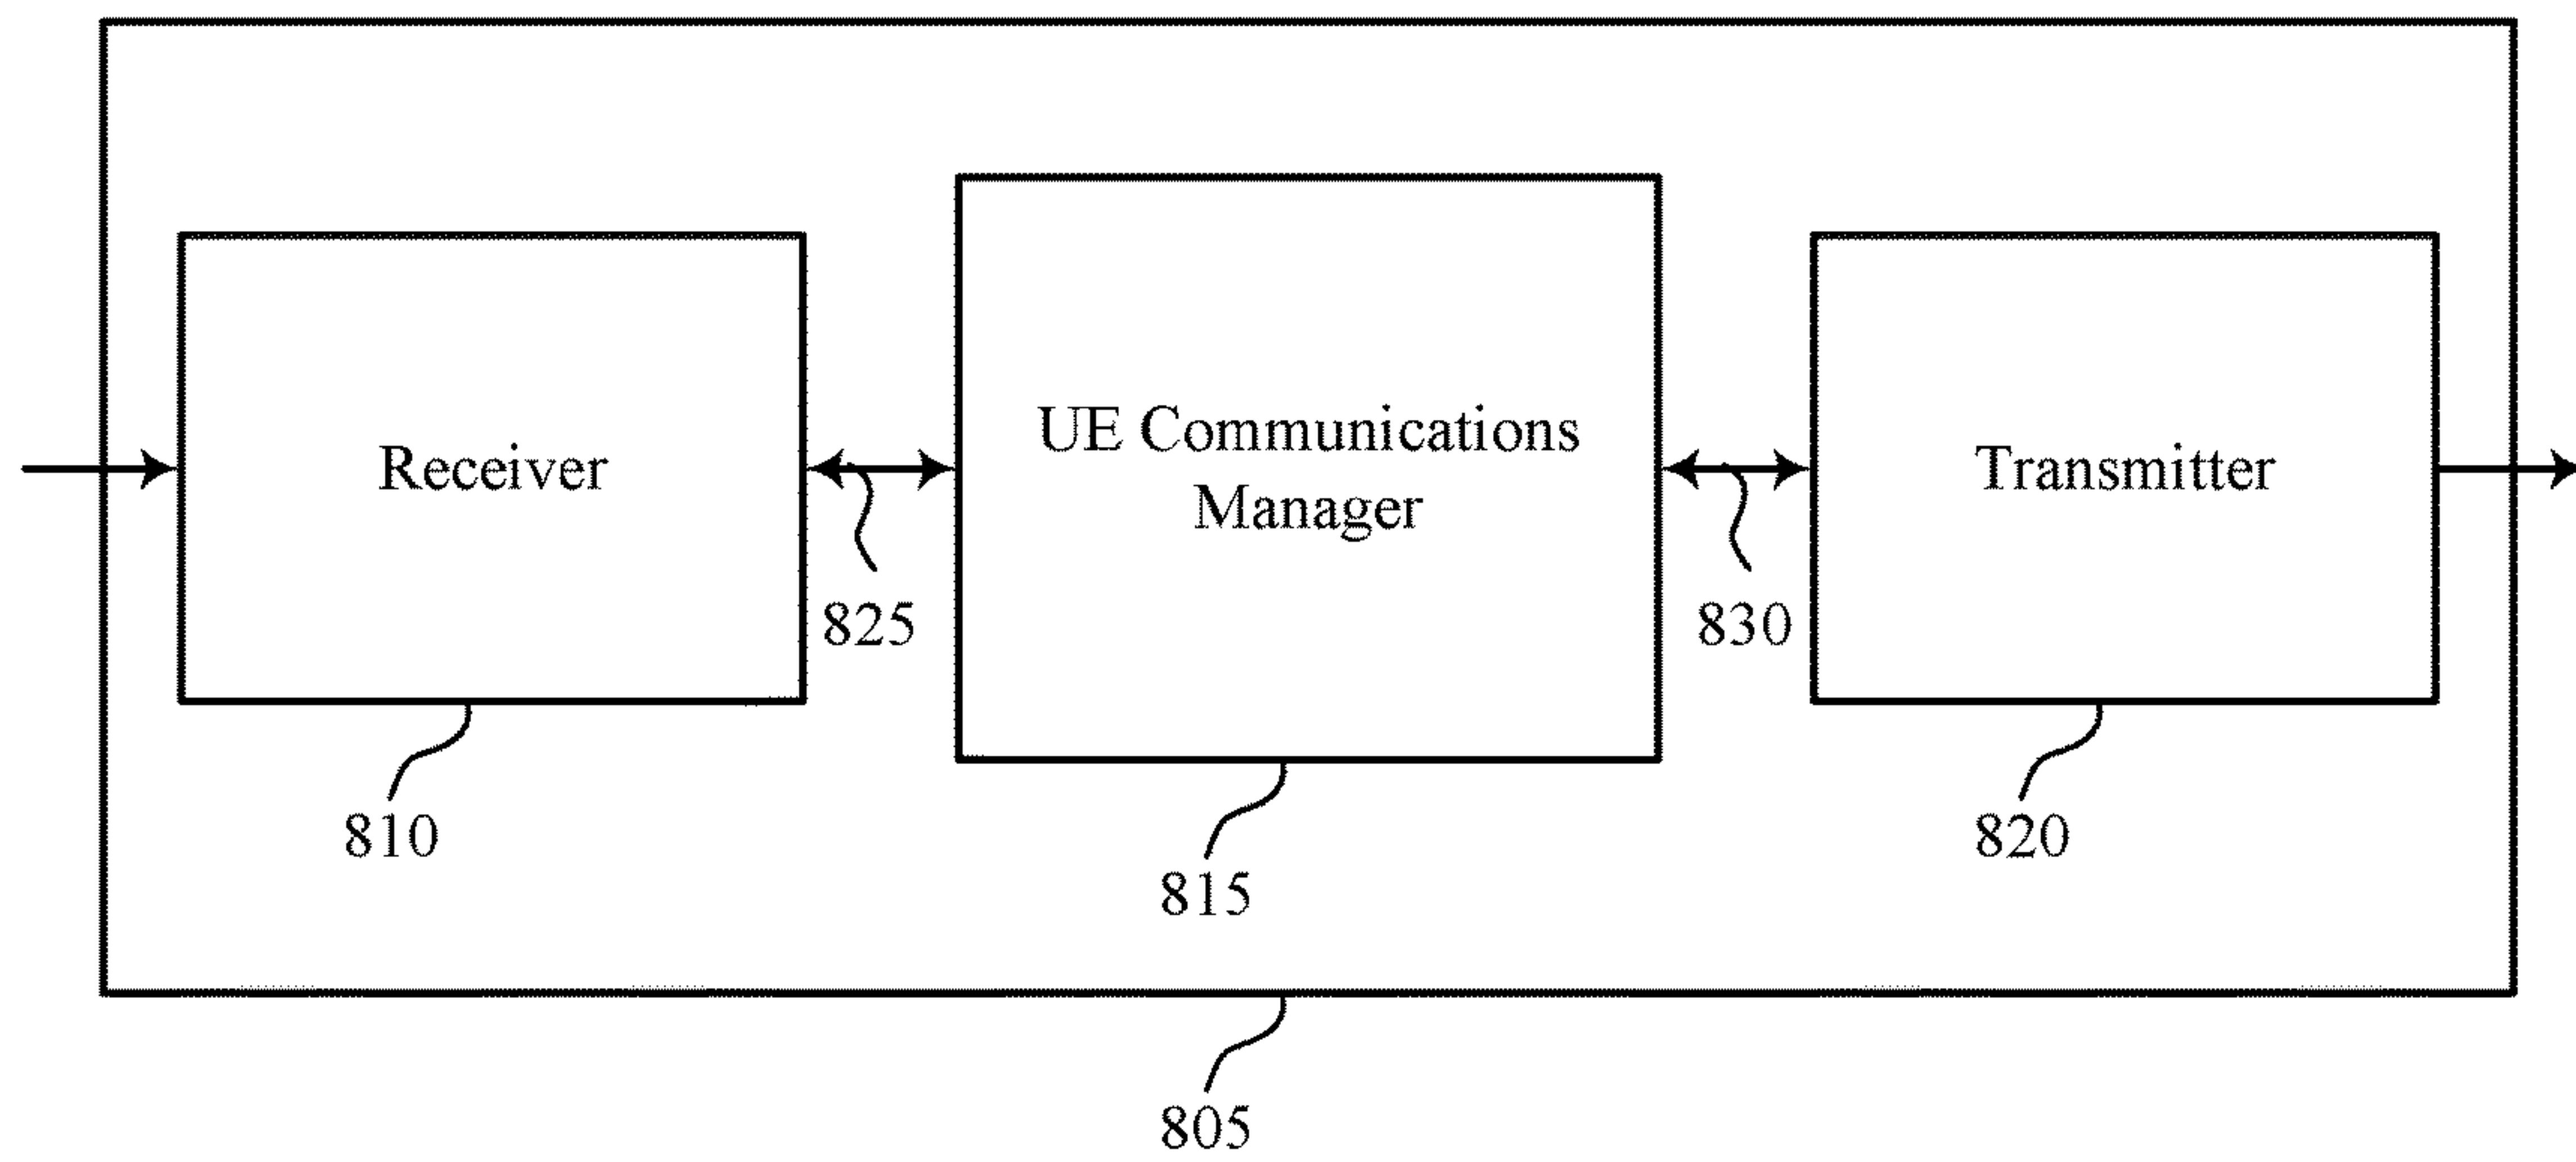 Receiver
UE Communications
Manager
Transmitter
825
830
810
815
820
805